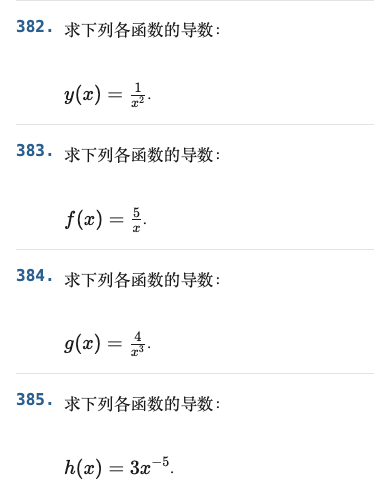 382. 求下列各函数的导数:
y(x) = 1/x².
383. 求下列各函数的导数:
f(x) = 5/x.
384. 求下列各函数的导数:
g(x) = 4/x³.
385. 求下列各函数的导数:
h(x) = 3x⁻⁵.